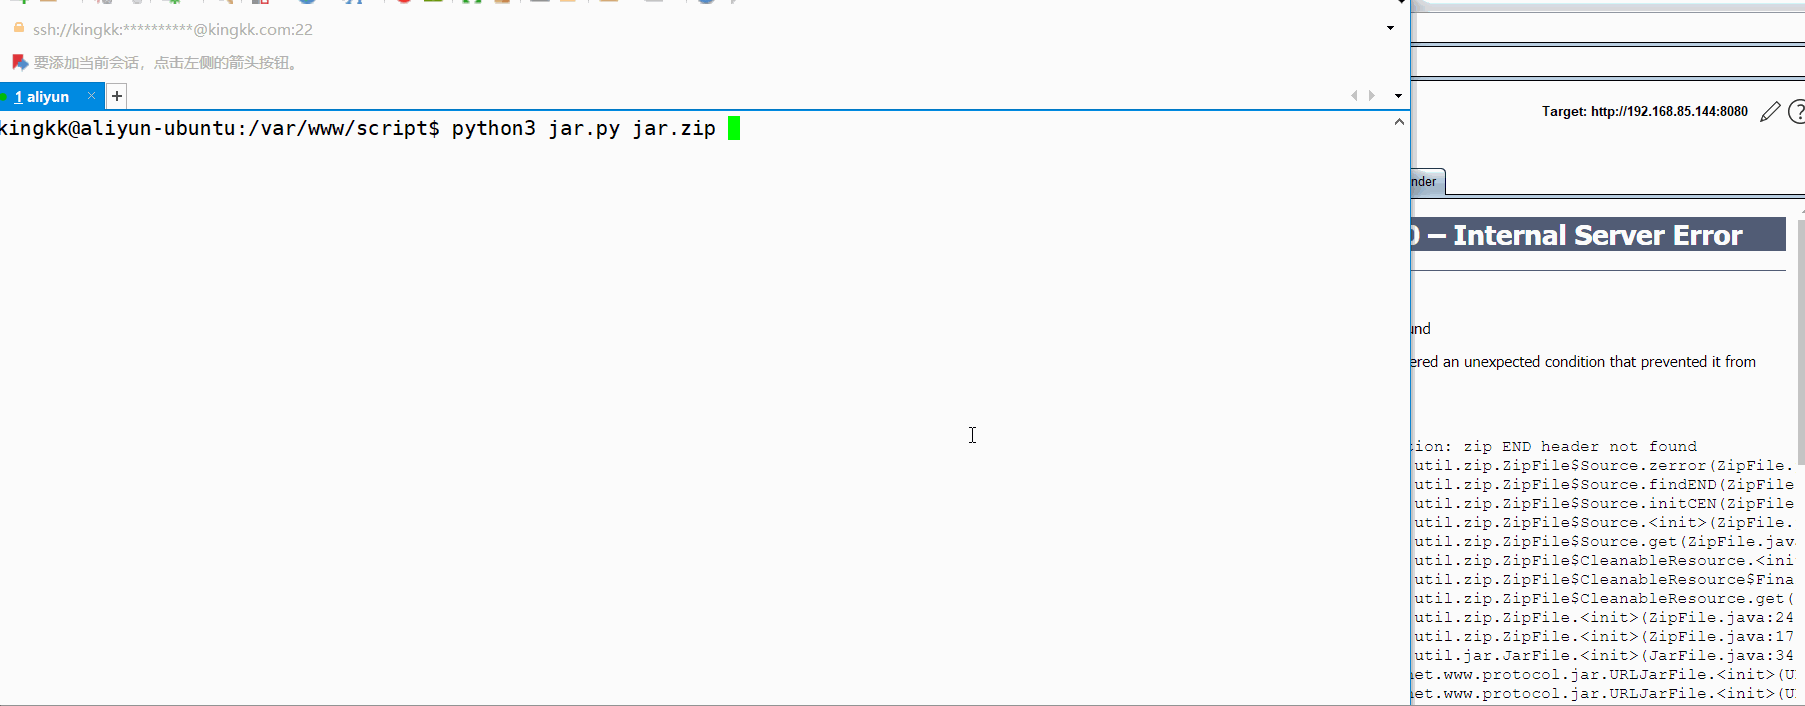 ssh://kingkk:**********@kingkk.com:22
要添加当前会话，点击左侧的箭头按钮。
1 aliyun × +
kingkk@aliyun-ubuntu:/var/www/script$ python3 jar.py jar.zip
Target: http://192.168.85.144:8080
?
nder
0 – Internal Server Error
und
ered an unexpected condition that prevented it from
tion: zip END header not found
util.zip.ZipFile$Source.zerror(ZipFile.
util.zip.ZipFile$Source.findEND(ZipFile
util.zip.ZipFile$Source.initCEN(ZipFile
util.zip.ZipFile$Source.<init>(ZipFile.
util.zip.ZipFile$Source.get(ZipFile.jav
util.zip.ZipFile$CleanableResource.<ini
util.zip.ZipFile$CleanableResource$Fina
util.zip.ZipFile$CleanableResource.get(
util.zip.ZipFile.<init>(ZipFile.java:24
util.zip.ZipFile.<init>(ZipFile.java:17
util.jar.JarFile.<init>(JarFile.java:34
net.www.protocol.jar.URLJarFile.<init>(U
net.www.protocol.jar.URLJarFile.<init>(U